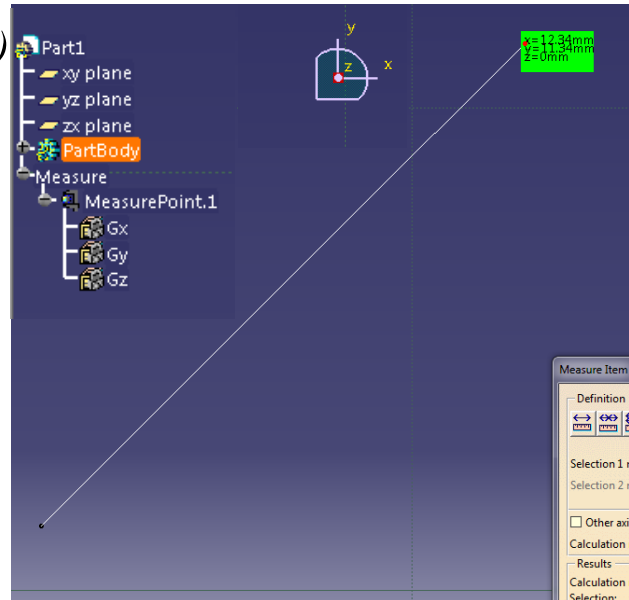 )
Part1
xy plane
yz plane
zx plane
PartBody
Measure
MeasurePoint.1
Gx
Gy
Gz
y
x
z
x=12.34mm
y=11.34mm
z=0mm
Measure Item
Definition
Selection 1
Selection 2
Other axi
Calculation
Results
Calculation
Selection: